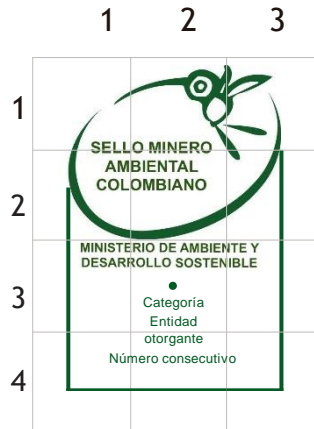 1 2 3
1
SELLO MINERO
AMBIENTAL
COLOMBIANO
2
MINISTERIO DE AMBIENTE Y
DESARROLLO SOSTENIBLE
3
Categoría
Entidad
otorgante
Número consecutivo
4